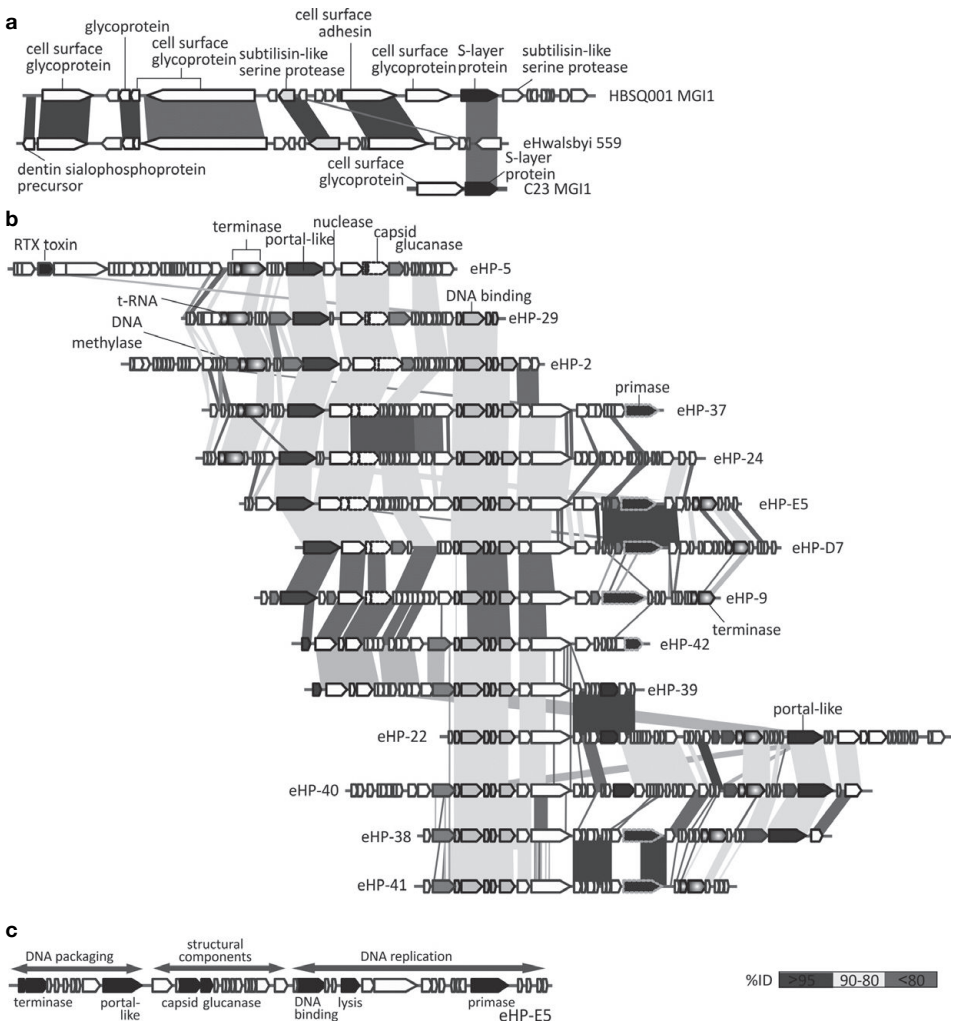 a
cell surface
glycoprotein
glycoprotein
cell surface
glycoprotein
subtilisin-like
serine protease
cell surface
adhesin
cell surface
glycoprotein
S-layer
protein
subtilisin-like
serine protease
HBSQ001 MGI1
eHwalsbyi 559
dentin sialophosphoprotein
precursor
cell surface
glycoprotein
S-layer
protein
C23 MGI1
b
RTX toxin
terminase
portal-like
nuclease
capsid
glucanase
eHP-5
t-RNA
DNA binding
eHP-29
DNA
methylase
eHP-2
primase
eHP-37
eHP-24
eHP-E5
eHP-D7
eHP-9
terminase
eHP-42
eHP-39
portal-like
eHP-22
eHP-40
eHP-38
eHP-41
c
DNA packaging
structural
components
DNA replication
terminase
portal-
like
capsid
glucanase
DNA
binding
lysis
primase
eHP-E5
%ID
>95
90-80
<80